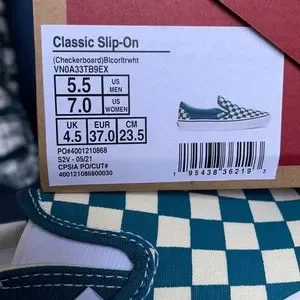 Classic Slip-On
(Checkerboard)Blcorltrwht
VN0A33TB9EX
5.5 US MEN
7.0 US WOMEN
UK EUR CM
4.5 37.0 23.5
PO#4001210868
S2V - 05/21
CPSIA PO/CUT#
400121086800030
1 95438 36219 3